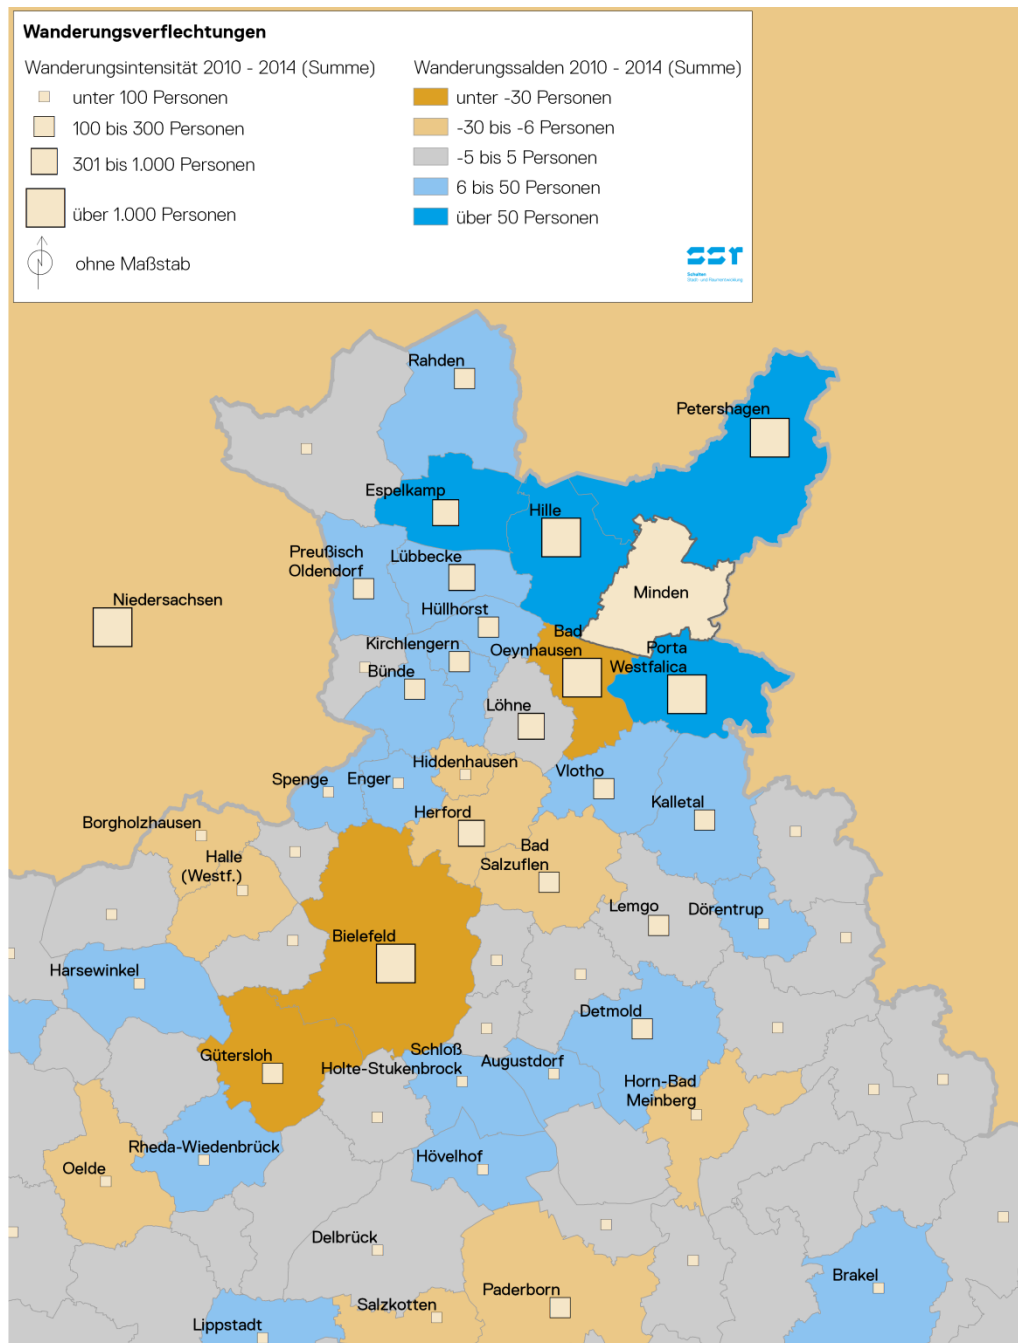 Wanderungsverflechtungen
Wanderungsintensität 2010 - 2014 (Summe)
unter 100 Personen
100 bis 300 Personen
301 bis 1.000 Personen
über 1.000 Personen
ohne Maßstab
Wanderungssalden 2010 - 2014 (Summe)
unter -30 Personen
-30 bis -6 Personen
-5 bis 5 Personen
6 bis 50 Personen
über 50 Personen
N
ssr
Schulten
Stadt- und Raumentwicklung
Rahden
Petershagen
Espelkamp
Hille
Preußisch
Oldendorf
Lübbecke
Minden
Niedersachsen
Hüllhorst
Bad
Oeynhausen
Kirchlengern
Porta
Westfalica
Bünde
Löhne
Hiddenhausen
Vlotho
Spenge
Enger
Kalletal
Borgholzhausen
Herford
Halle
(Westf.)
Bad
Salzuflen
Lemgo
Dörentrup
Bielefeld
Harsewinkel
Detmold
Gütersloh
Schloß
Holte-Stukenbrock
Augustdorf
Horn-Bad
Meinberg
Rheda-Wiedenbrück
Oelde
Hövelhof
Delbrück
Brakel
Paderborn
Salzkotten
Lippstadt